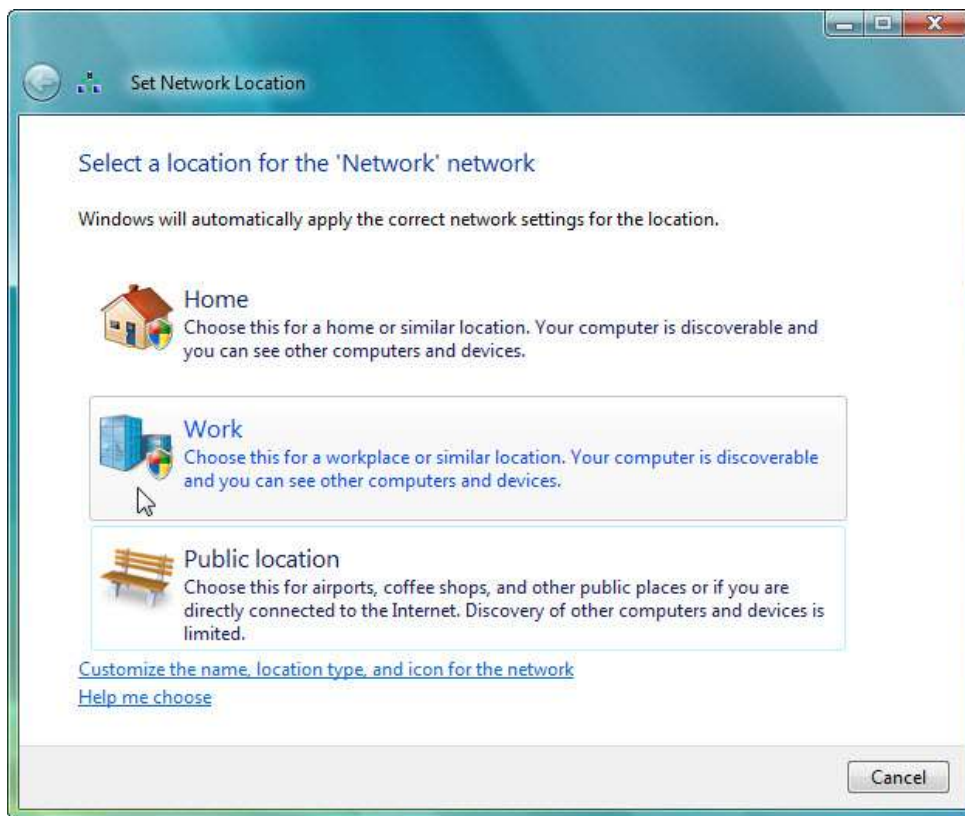 Set Network Location
Select a location for the 'Network' network
Windows will automatically apply the correct network settings for the location.
Home
Choose this for a home or similar location. Your computer is discoverable and
you can see other computers and devices.
Work
Choose this for a workplace or similar location. Your computer is discoverable
and you can see other computers and devices.
Public location
Choose this for airports, coffee shops, and other public places or if you are
directly connected to the Internet. Discovery of other computers and devices is
limited.
Customize the name, location type, and icon for the network
Help me choose
Cancel